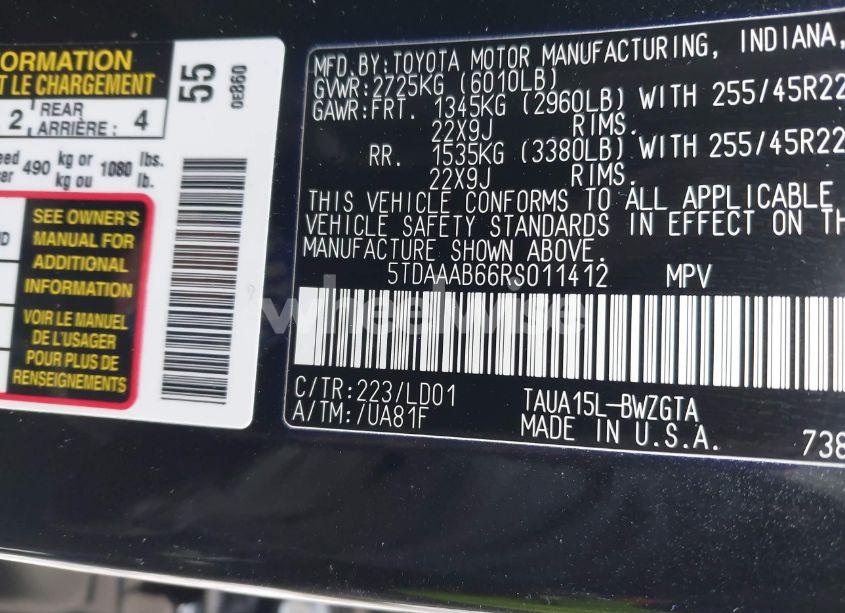 FORMATION
T LE CHARGEMENT
2 REAR ARRIÈRE : 4
490 kg or kg ou 1080 lbs. lb.
SEE OWNER'S
MANUAL FOR
ADDITIONAL
INFORMATION
VOIR LE MANUEL
DE L'USAGER
POUR PLUS DE
RENSEIGNEMENTS
55
0E860
MFD.BY:TOYOTA MOTOR MANUFACTURING, INDIANA,
GVWR:2725KG (6010LB)
GAWR:FRT. 1345KG (2960LB) WITH 255/45R22
22X9J RIMS.
RR. 1535KG (3380LB) WITH 255/45R22
22X9J RIMS.
THIS VEHICLE CONFORMS TO ALL APPLICABLE
VEHICLE SAFETY STANDARDS IN EFFECT ON TH
MANUFACTURE SHOWN ABOVE.
5TDAAAB66RS011412 MPV
wheelwise
C/TR:223/LD01 TAUA15L-BWZGTA
A/TM:/UA81F MADE IN U.S.A.
738